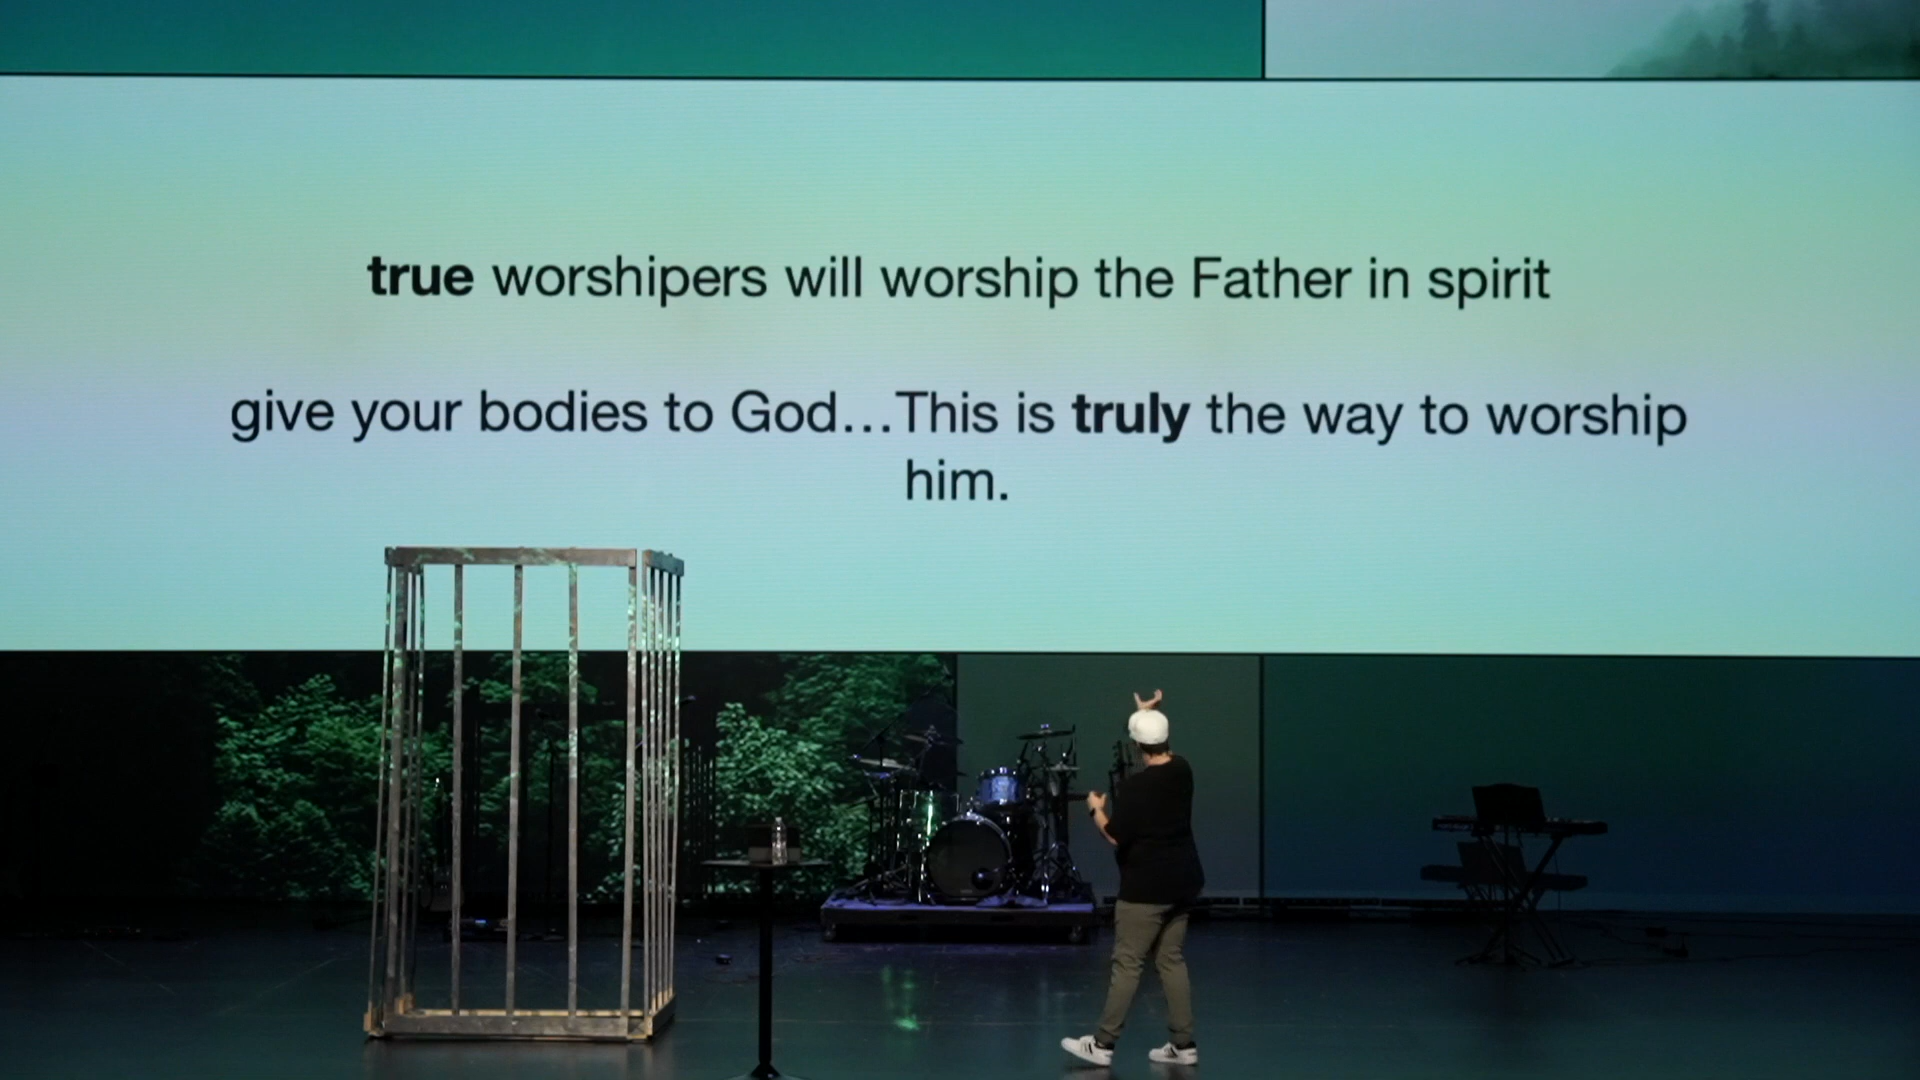 true worshipers will worship the Father in spirit
give your bodies to God...This is truly the way to worship
him.